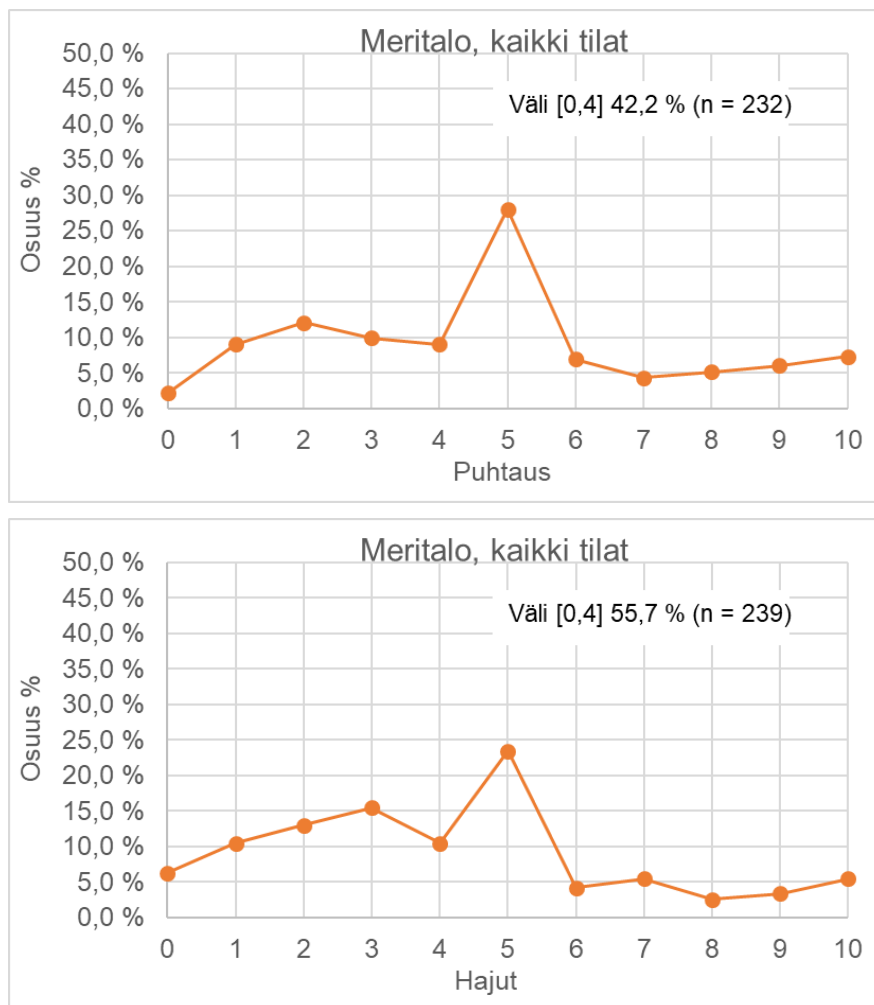 Meritalo, kaikki tilat
Väli [0,4] 42,2 % (n = 232)
Osuus %
50,0 %
45,0 %
40,0 %
35,0 %
30,0 %
25,0 %
20,0 %
15,0 %
10,0 %
5,0 %
0,0 %
0 1 2 3 4 5 6 7 8 9 10
Puhtaus
Meritalo, kaikki tilat
Väli [0,4] 55,7 % (n = 239)
Osuus %
50,0 %
45,0 %
40,0 %
35,0 %
30,0 %
25,0 %
20,0 %
15,0 %
10,0 %
5,0 %
0,0 %
0 1 2 3 4 5 6 7 8 9 10
Hajut